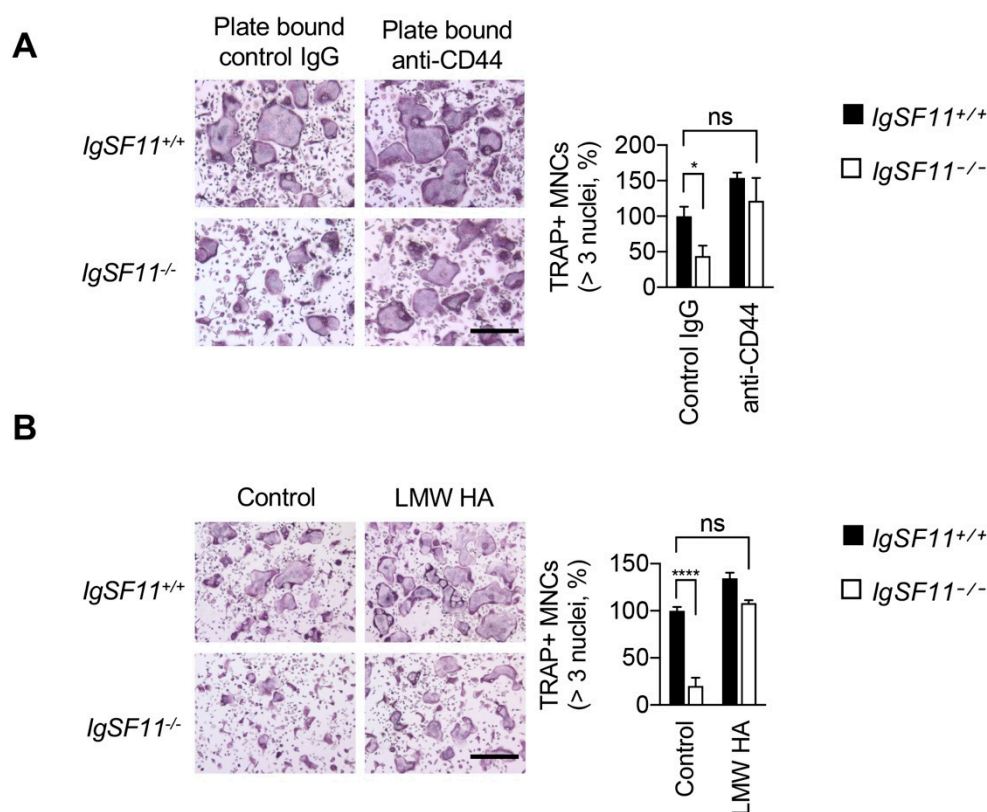 A
Plate bound
control IgG
Plate bound
anti-CD44
IgSF11+/+
IgSF11-/-
TRAP+ MNCs
(> 3 nuclei, %)
200
150
100
50
0
ns
*
Control IgG
anti-CD44
IgSF11+/+
IgSF11-/-
B
Control
LMW HA
IgSF11+/+
IgSF11-/-
TRAP+ MNCs
(> 3 nuclei, %)
150
100
50
0
ns
****
Control
LMW HA
IgSF11+/+
IgSF11-/-